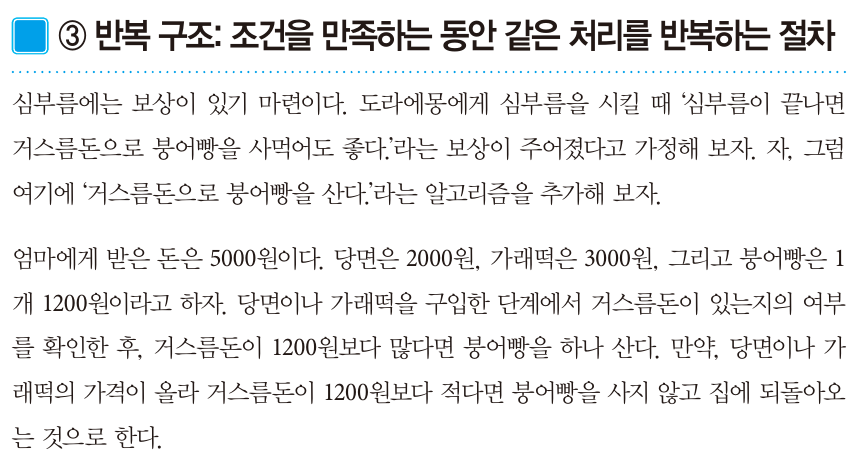 ③ 반복 구조: 조건을 만족하는 동안 같은 처리를 반복하는 절차
심부름에는 보상이 있기 마련이다. 도라에몽에게 심부름을 시킬 때 ‘심부름이 끝나면
거스름돈으로 붕어빵을 사먹어도 좋다.’라는 보상이 주어졌다고 가정해 보자. 자, 그럼
여기에 ‘거스름돈으로 붕어빵을 산다.’라는 알고리즘을 추가해 보자.
엄마에게 받은 돈은 5000원이다. 당면은 2000원, 가래떡은 3000원, 그리고 붕어빵은 1
개 1200원이라고 하자. 당면이나 가래떡을 구입한 단계에서 거스름돈이 있는지의 여부
를 확인한 후, 거스름돈이 1200원보다 많다면 붕어빵을 하나 산다. 만약, 당면이나 가
래떡의 가격이 올라 거스름돈이 1200원보다 적다면 붕어빵을 사지 않고 집에 되돌아오
는 것으로 한다.